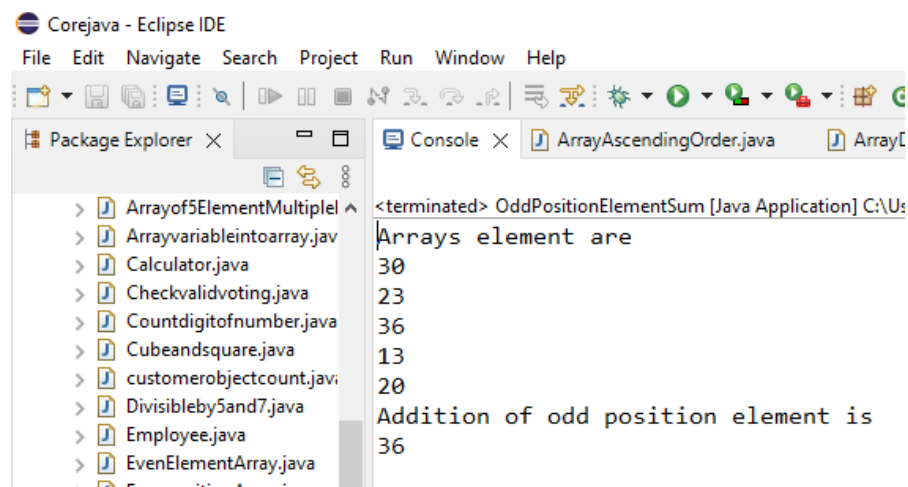 Corejava - Eclipse IDE
File Edit Navigate Search Project Run Window Help
Package Explorer
Console
ArrayAscendingOrder.java
Arrayof5ElementMultiple
Arrayvariableintoarray.jav
Calculator.java
Checkvalidvoting.java
Countdigitofnumber.java
Cubeandsquare.java
customerobjectcount.java
Divisibleby5and7.java
Employee.java
EvenElementArray.java
<terminated> OddPositionElementSum [Java Application] C:\Us
Arrays element are
30
23
36
13
20
Addition of odd position element is
36